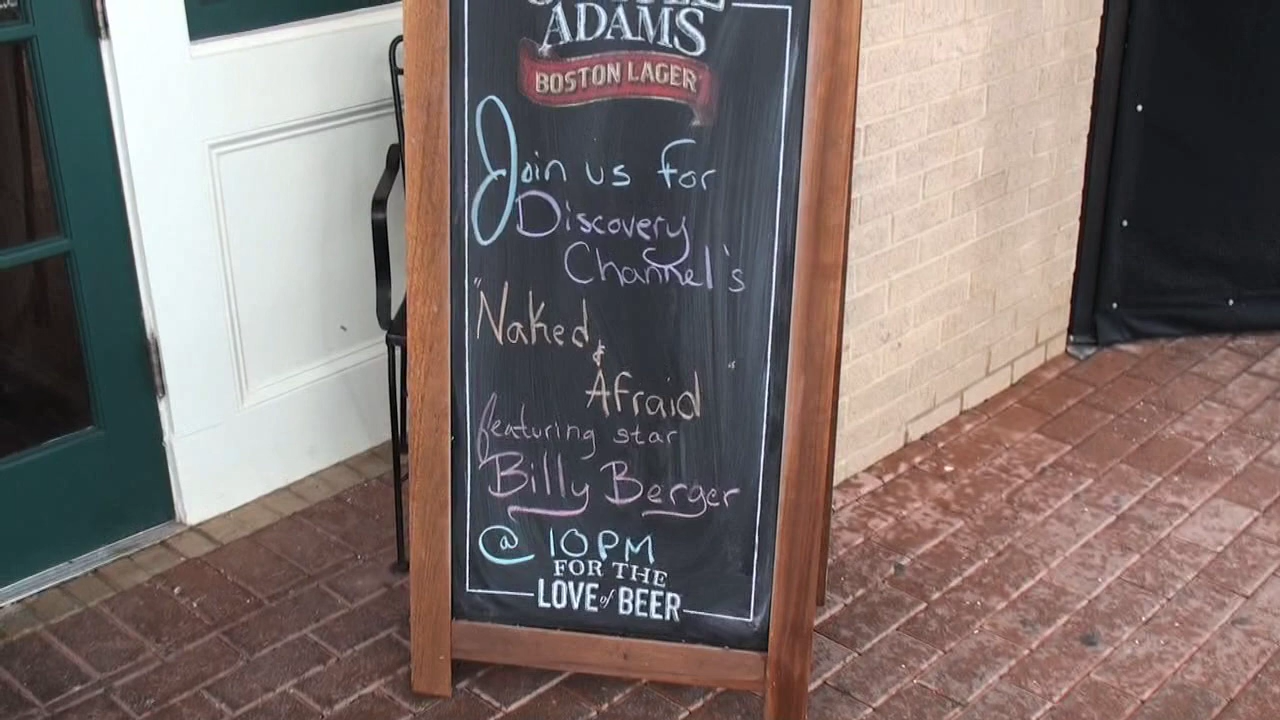 ADAMS
BOSTON LAGER
Join us for
Discovery
Channel's
"Naked
&
Afraid"
featuring star
Billy Berger
@ 10PM
FOR THE
LOVE of BEER